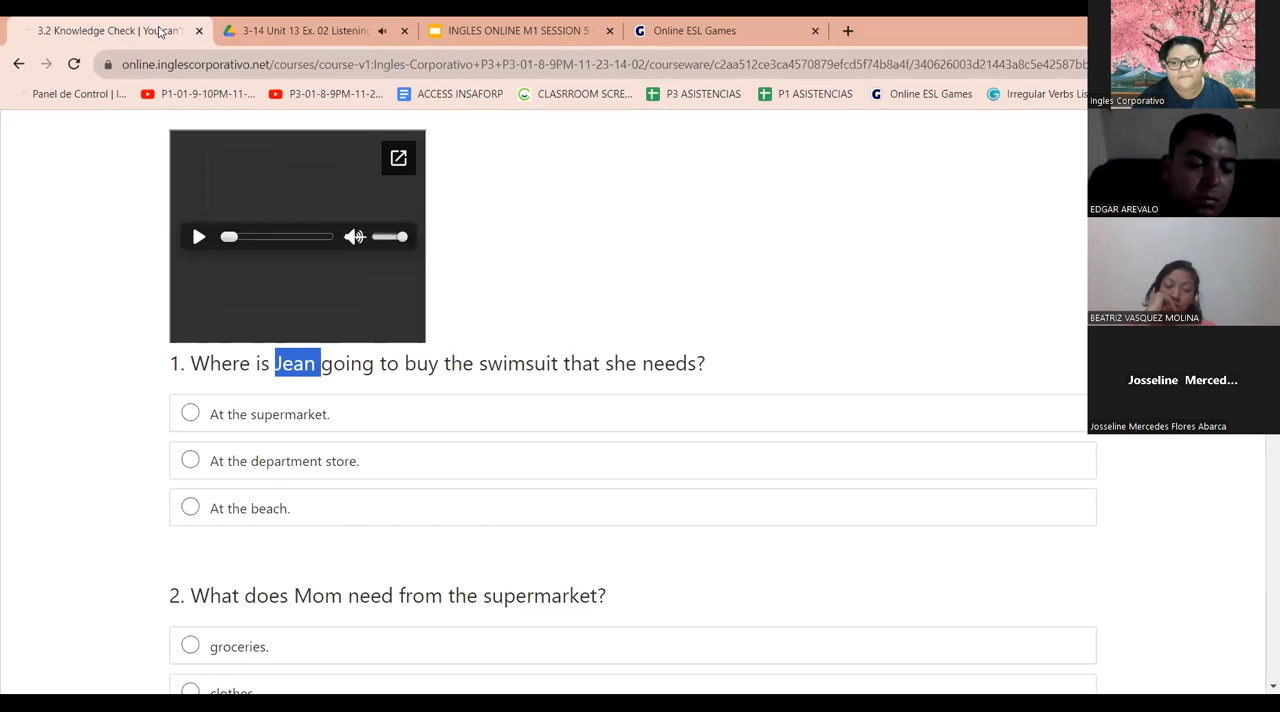 3.2 Knowledge Check | You can't
3-14 Unit 13 Ex. 02 Listening
INGLES ONLINE M1 SESSION 5
Online ESL Games
online.inglescorporativo.net/courses/course-v1:Ingles-Corporativo+P3+P3-01-8-9PM-11-23-14-02/courseware/c2aa512ce3ca4570879efcd5f74b8a4f/340626003d21443a8c5e42587bb
Panel de Control | I...
P1-01-9-10PM-11-...
P3-01-8-9PM-11-2...
ACCESS INSAFORP
CLASRROOM SCRE...
P3 ASISTENCIAS
P1 ASISTENCIAS
Online ESL Games
Irregular Verbs Lis
Ingles Corporativo
EDGAR AREVALO
BEATRIZ VASQUEZ MOLINA
Josseline Merced...
Josseline Mercedes Flores Abarca
1. Where is Jean going to buy the swimsuit that she needs?
At the supermarket.
At the department store.
At the beach.
2. What does Mom need from the supermarket?
groceries.
clothes